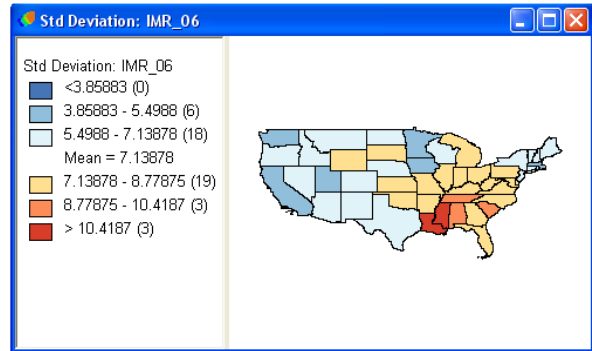 Std Deviation: IMR_06
Std Deviation: IMR_06
<3.85883 (0)
3.85883 - 5.4988 (6)
5.4988 - 7.13878 (18)
Mean = 7.13878
7.13878 - 8.77875 (19)
8.77875 - 10.4187 (3)
> 10.4187 (3)